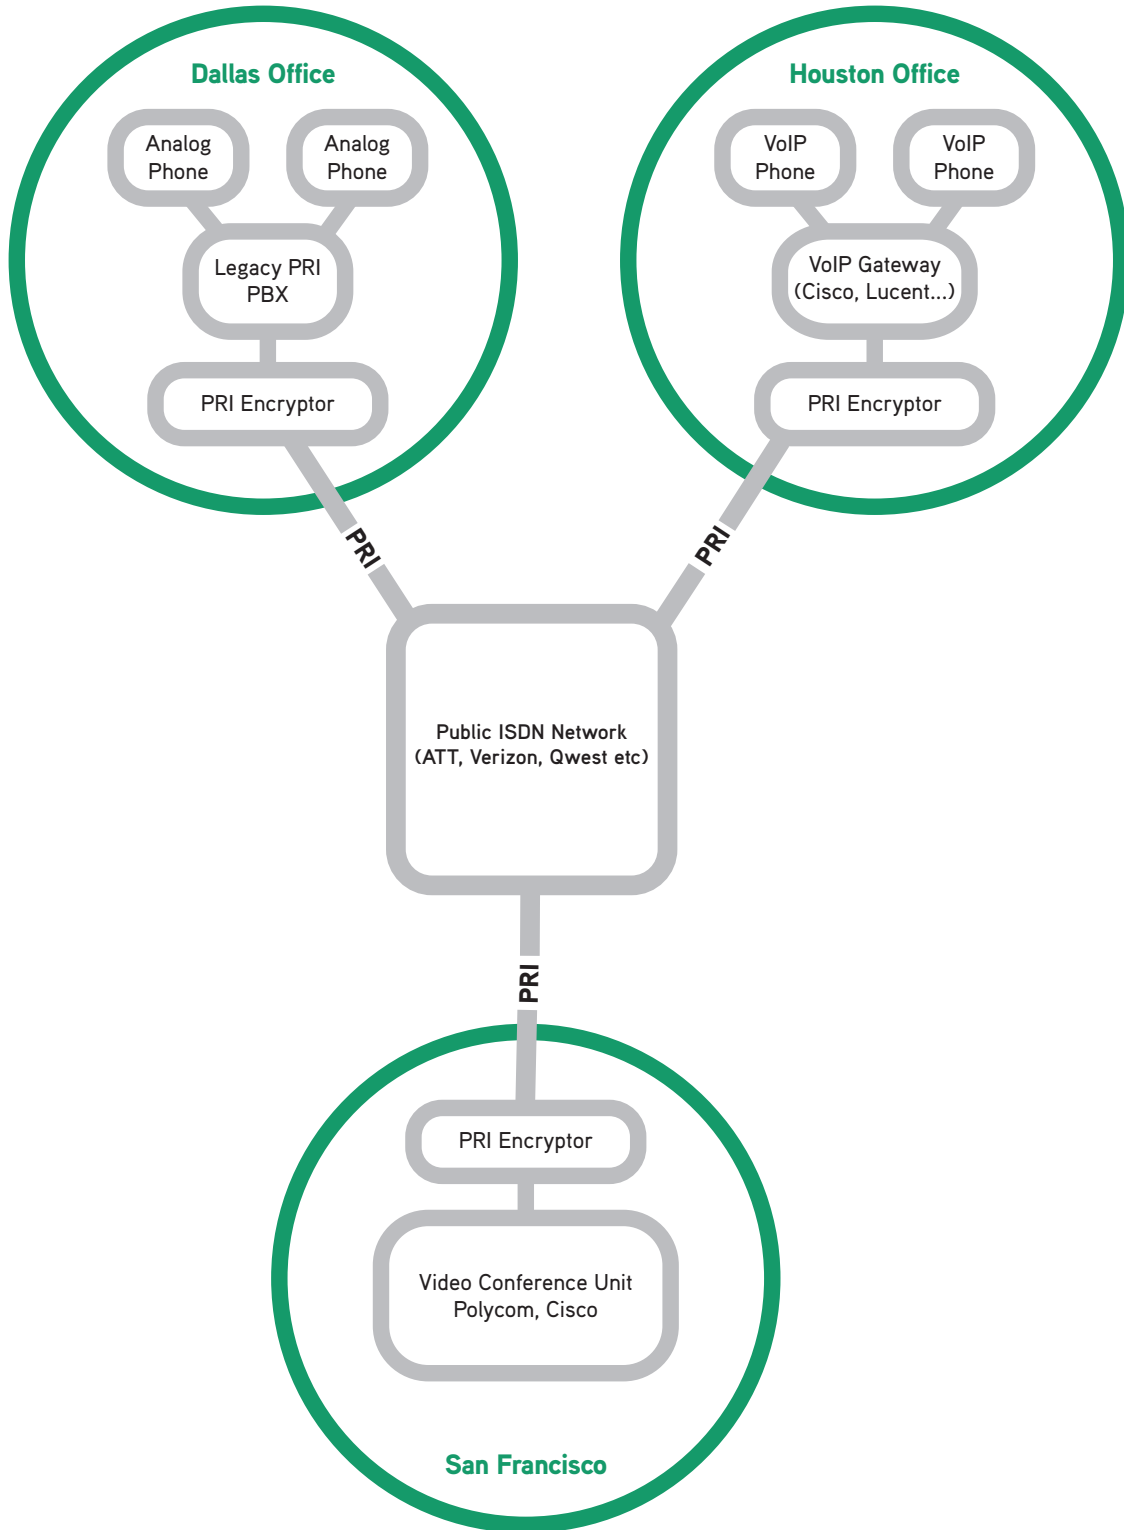 Dallas Office
Analog
Phone
Analog
Phone
Legacy PRI
PBX
PRI Encryptor
PRI
Houston Office
VoIP
Phone
VoIP
Phone
VoIP Gateway
(Cisco, Lucent...)
PRI Encryptor
PRI
Public ISDN Network
(ATT, Verizon, Qwest etc)
PRI
PRI Encryptor
Video Conference Unit
Polycom, Cisco
San Francisco